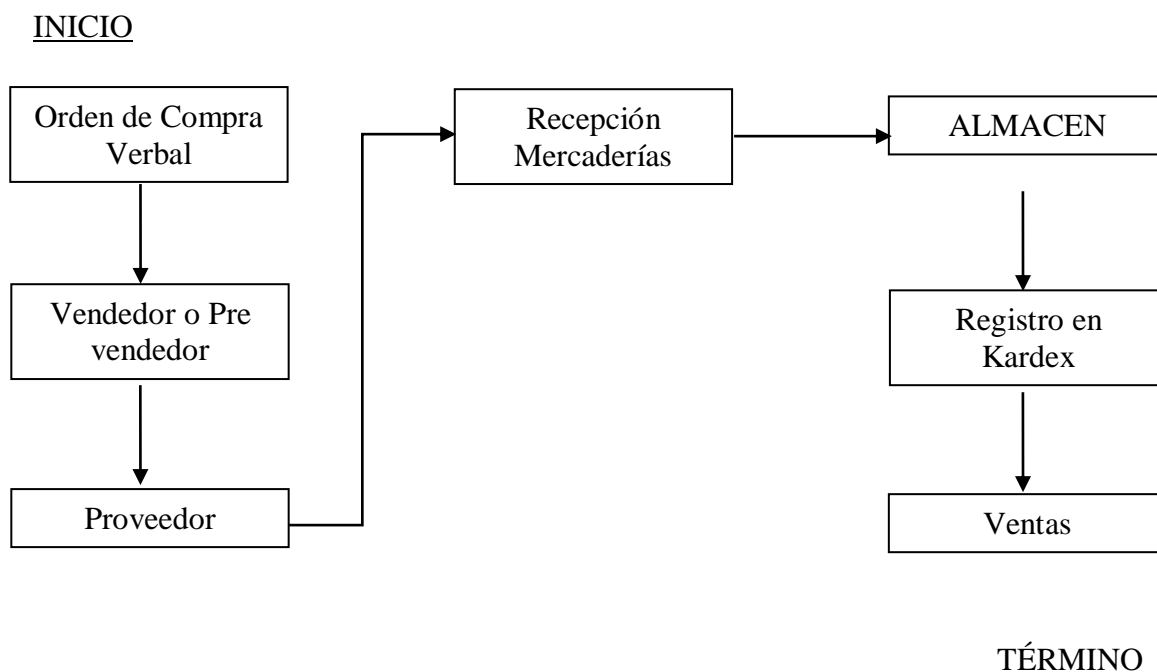 INICIO
Orden de Compra
Verbal
Vendedor o Pre
vendedor
Proveedor
Recepción
Mercaderías
ALMACEN
Registro en
Kardex
Ventas
TÉRMINO